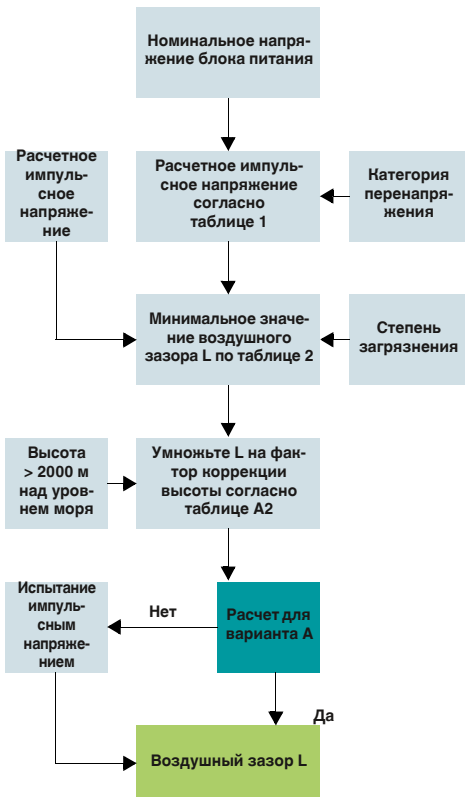 Номинальное напря-
жение блока питания
Расчетное
импуль-
сное
напряже-
ние
Расчетное импуль-
сное напряжение
согласно
таблице 1
Категория
перенапря-
жения
Минимальное значе-
ние воздушного
зазора L по таблице 2
Степень
загрязнения
Высота
> 2000 м
над уров-
нем моря
Умножьте L на фак-
тор коррекции
высоты согласно
таблице A2
Испытание
импуль-
сным
напряже-
нием
Нет
Расчет для
варианта А
Да
Воздушный зазор L